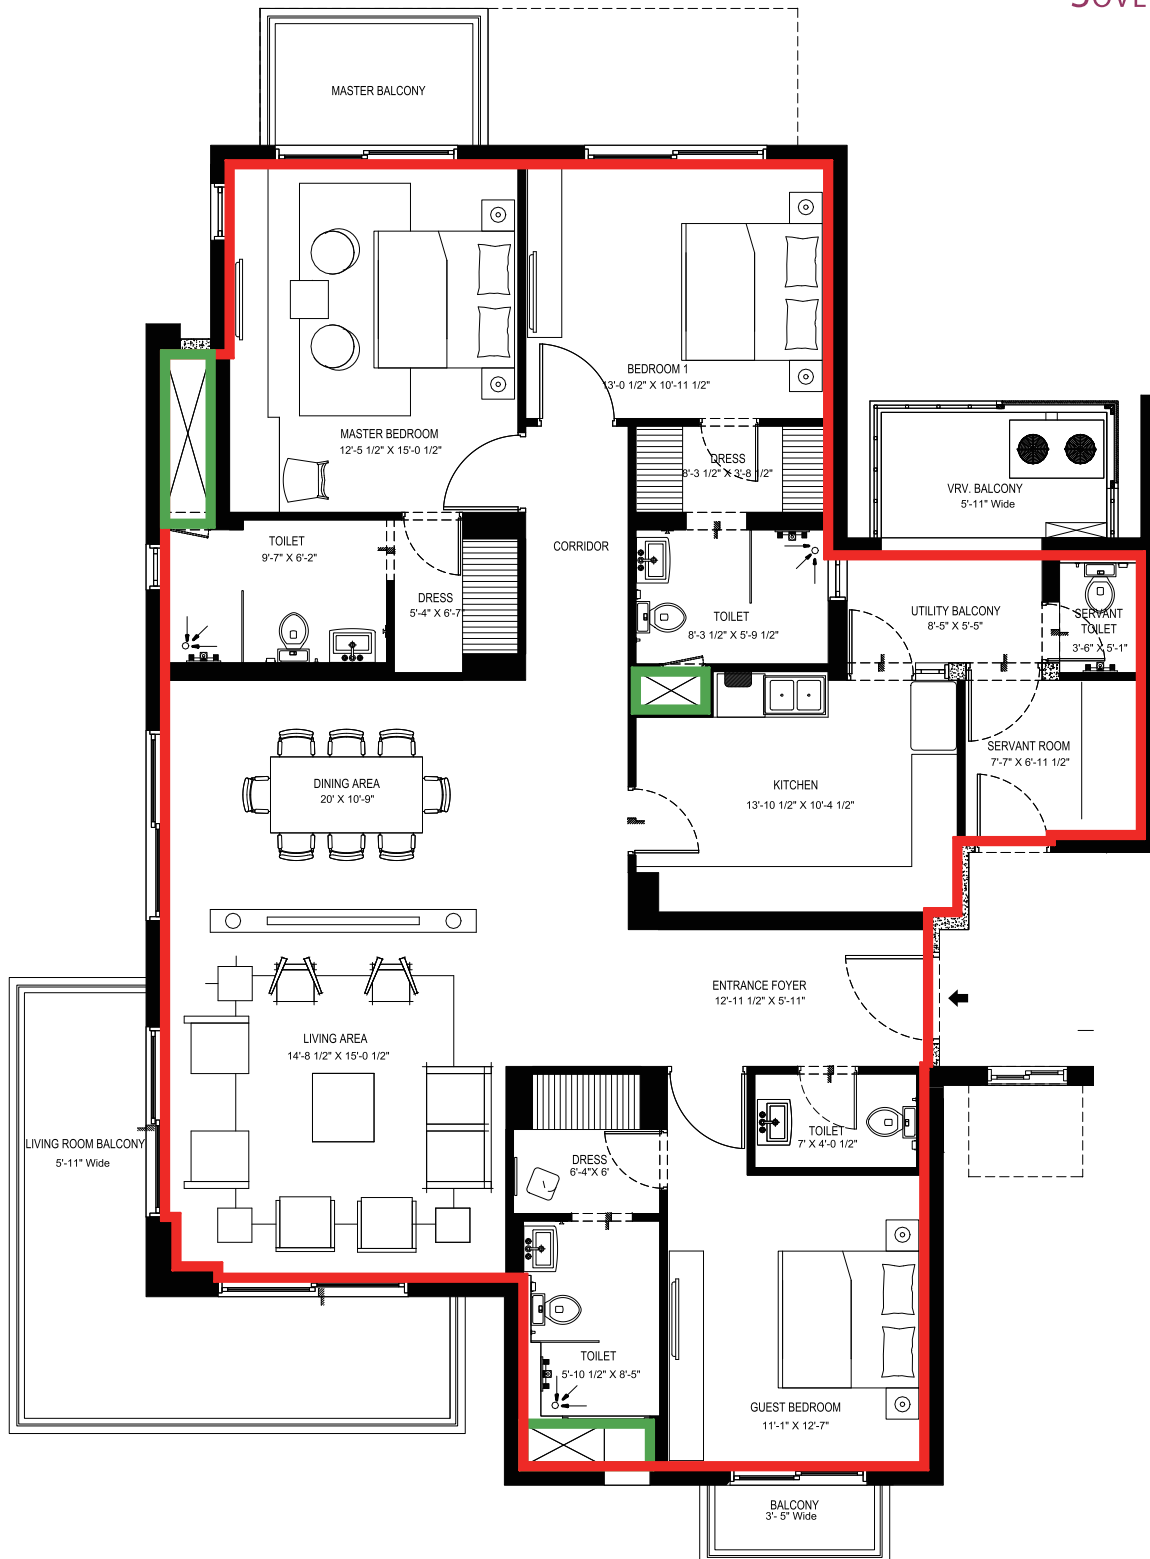 MASTER BALCONY
BEDROOM 1
13'-0 1/2" X 10'-11 1/2"
MASTER BEDROOM
12'-5 1/2" X 15'-0 1/2"
DRESS
8'-3 1/2" X 3'-8 1/2"
VRV. BALCONY
5'-11" Wide
TOILET
9'-7" X 6'-2"
CORRIDOR
DRESS
5'-4" X 6'-7"
TOILET
8'-3 1/2" X 5'-9 1/2"
UTILITY BALCONY
8'-5" X 5'-5"
SERVANT
TOILET
3'-6" X 5'-1"
SERVANT ROOM
7'-7" X 6'-11 1/2"
DINING AREA
20' X 10'-9"
KITCHEN
13'-10 1/2" X 10'-4 1/2"
ENTRANCE FOYER
12'-11 1/2" X 5'-11"
LIVING AREA
14'-8 1/2" X 15'-0 1/2"
LIVING ROOM BALCONY
5'-11" Wide
TOILET
7' X 4'-0 1/2"
DRESS
6'-4"X 6'
TOILET
5'-10 1/2" X 8'-5"
GUEST BEDROOM
11'-1" X 12'-7"
BALCONY
3'- 5" Wide